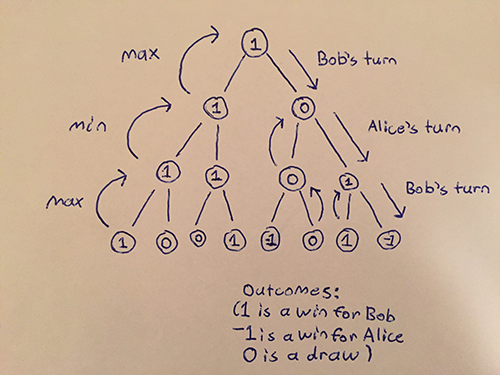 1
max
Bob's turn
1
0
min
Alice's turn
1
1
0
1
max
Bob's turn
1
0
0
1
-1
0
1
-1
Outcomes:
(1 is a win for Bob
-1 is a win for Alice
0 is a draw)